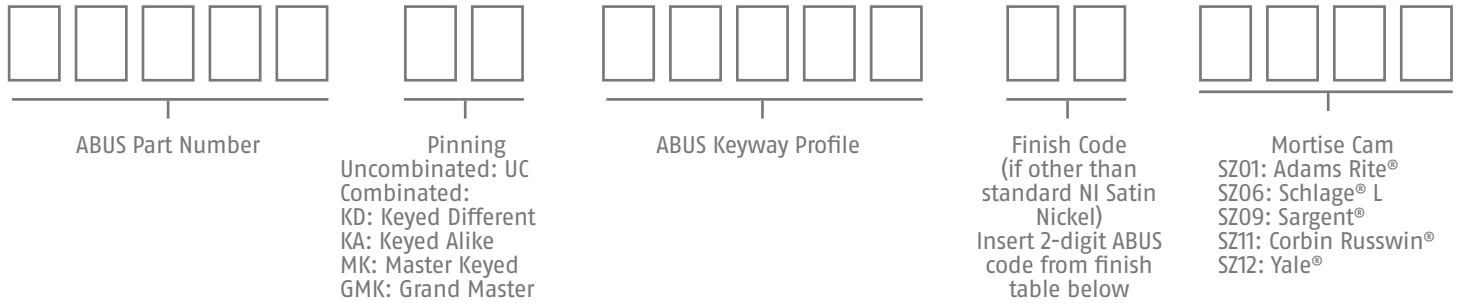 ABUS Part Number
Pinning
Uncombinated: UC
Combinated:
KD: Keyed Different
KA: Keyed Alike
MK: Master Keyed
GMK: Grand Master
ABUS Keyway Profile
Finish Code
(if other than
standard NI Satin
Nickel)
Insert 2-digit ABUS
code from finish
table below
Mortise Cam
SZ01: Adams Rite®
SZ06: Schlage® L
SZ09: Sargent®
SZ11: Corbin Russwin®
SZ12: Yale®